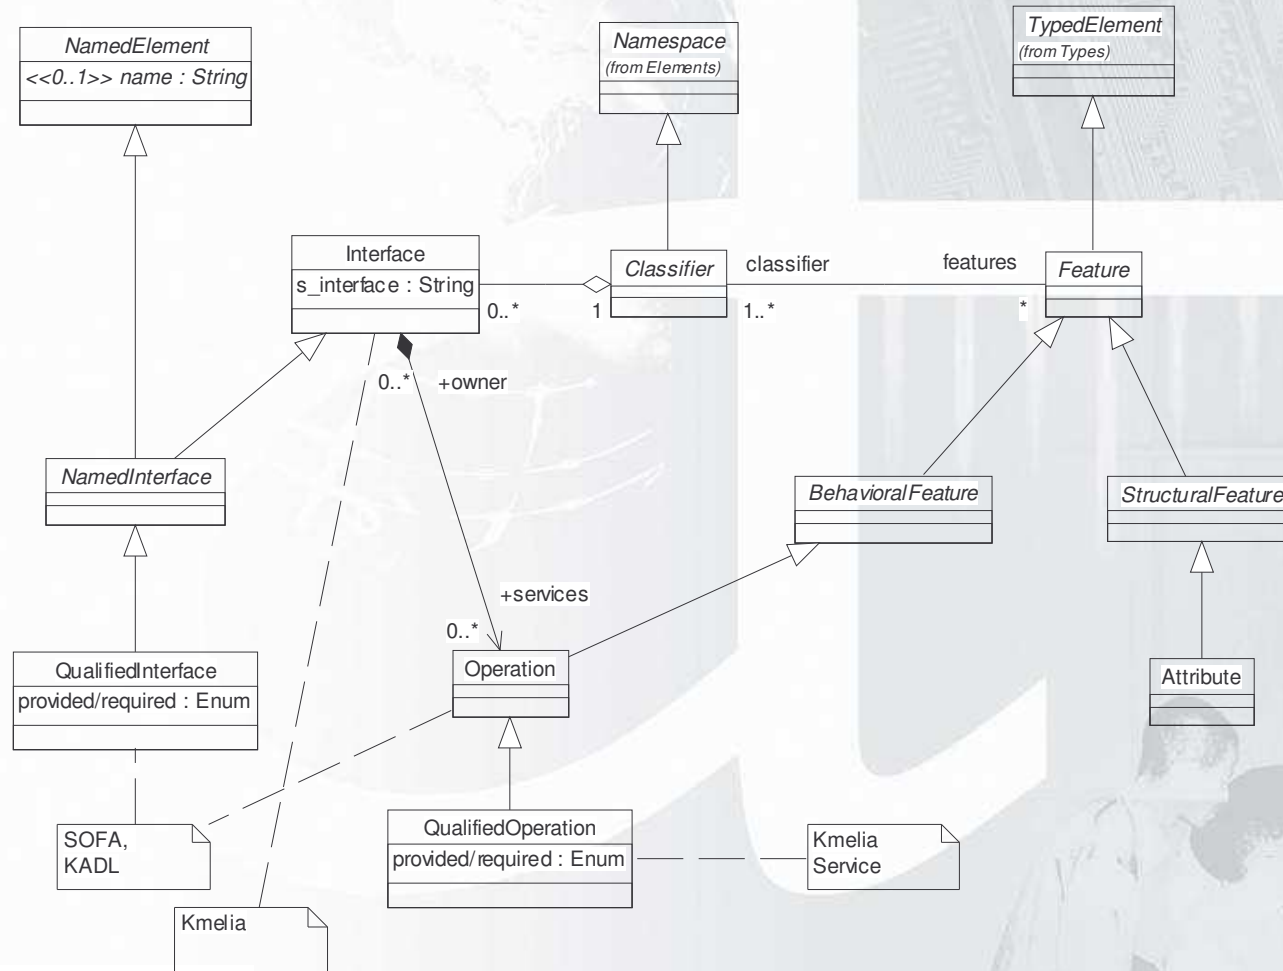 NamedElement
<<0..1>> name : String
Namespace
(from Elements)
TypedElement
(from Types)
Interface
s_interface : String
0..*
1
Classifier
classifier
1..*
features
*
Feature
0..*
+owner
NamedInterface
BehavioralFeature
StructuralFeature
+services
0..*
QualifiedInterface
provided/required : Enum
Operation
Attribute
SOFA,
KADL
QualifiedOperation
provided/required : Enum
Kmelia
Service
Kmelia